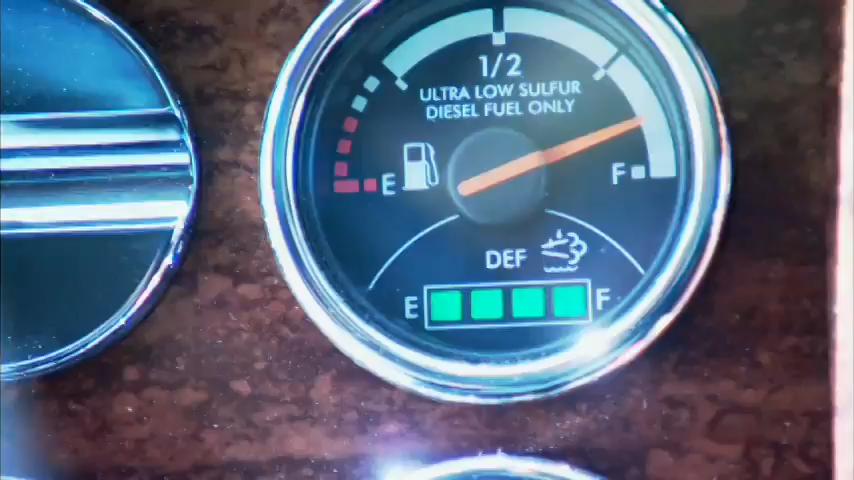 1/2
ULTRA LOW SULFUR
DIESEL FUEL ONLY
E F
DEF
E F